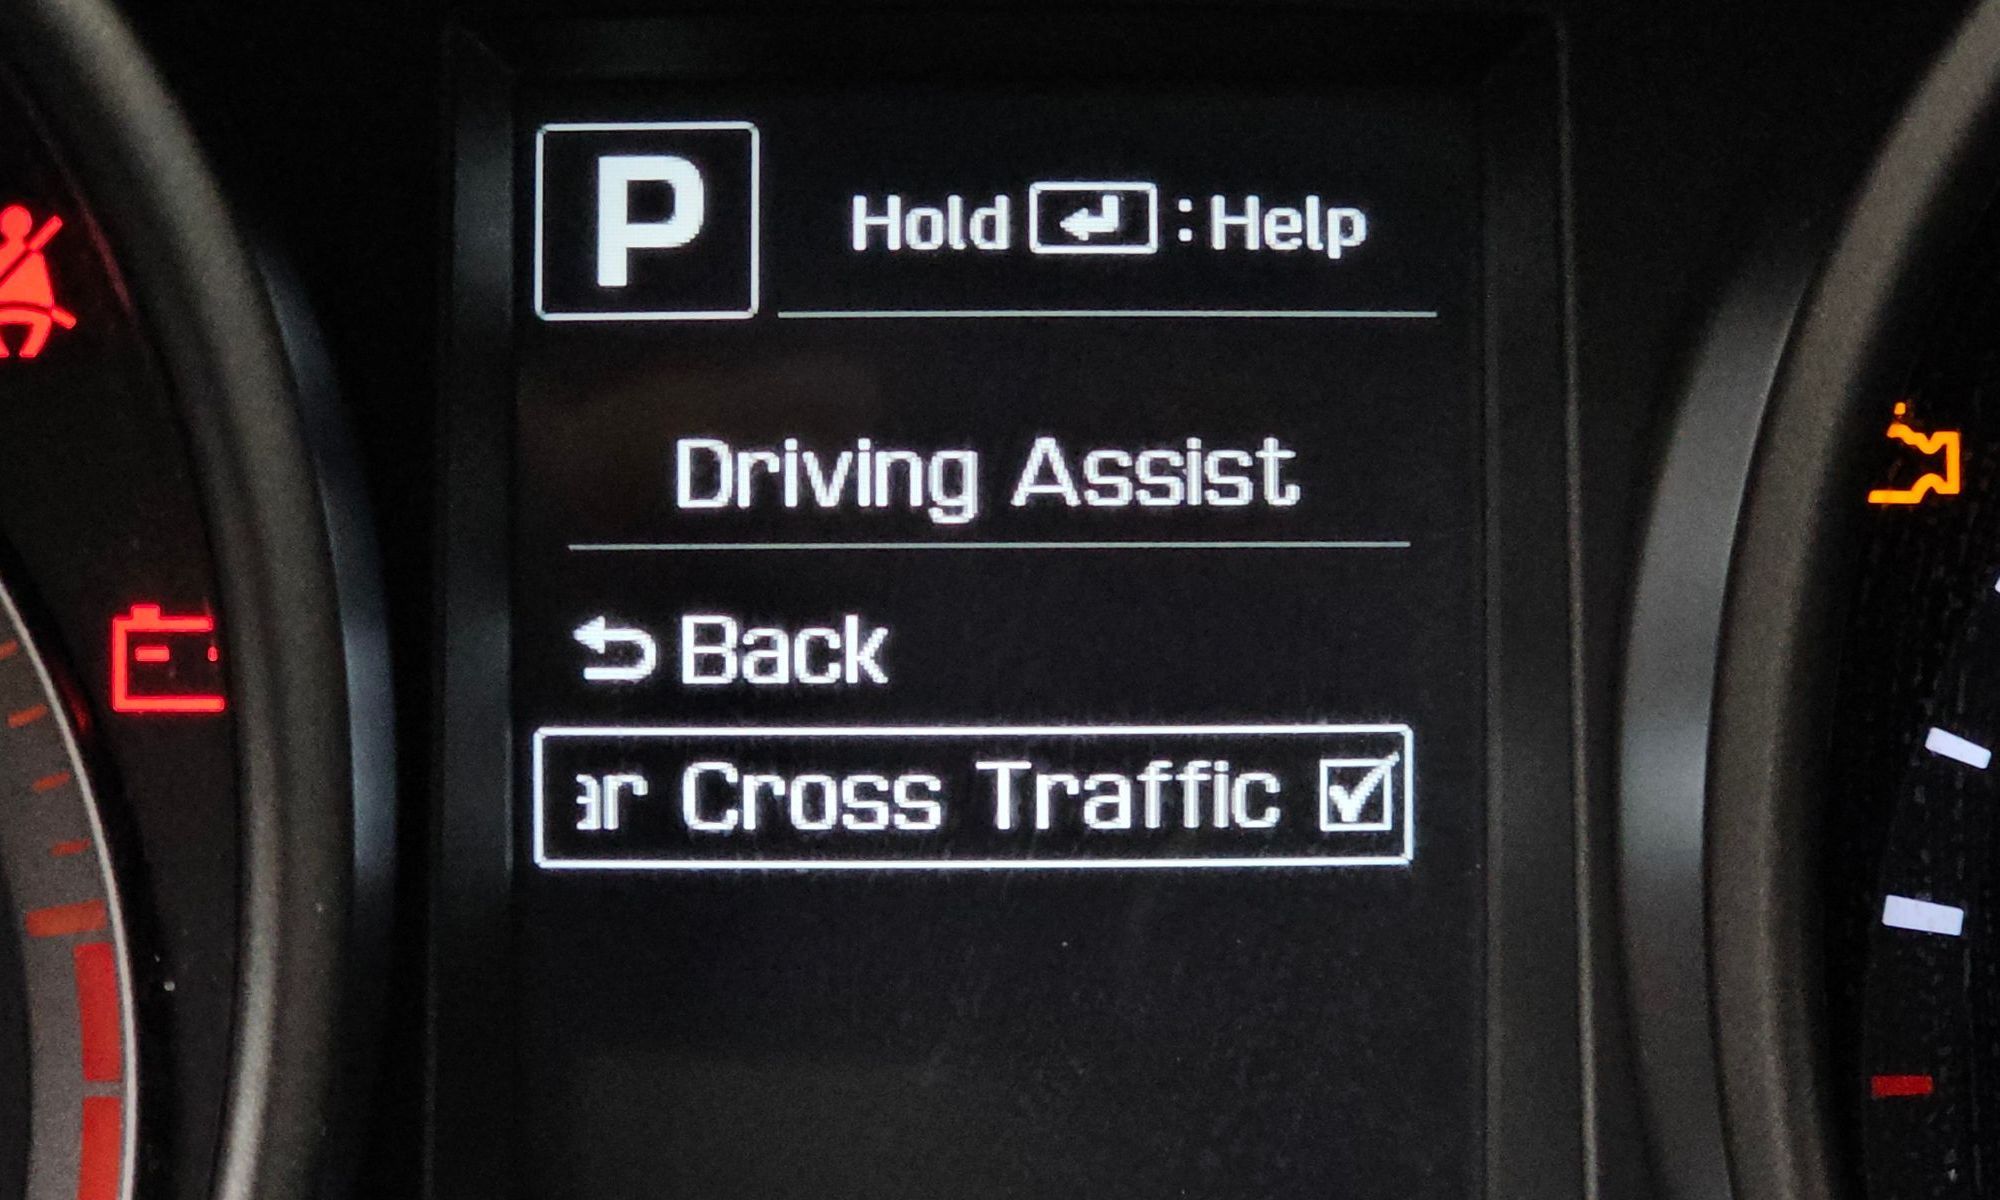 P
Hold : Help
Driving Assist
Back
ar Cross Traffic